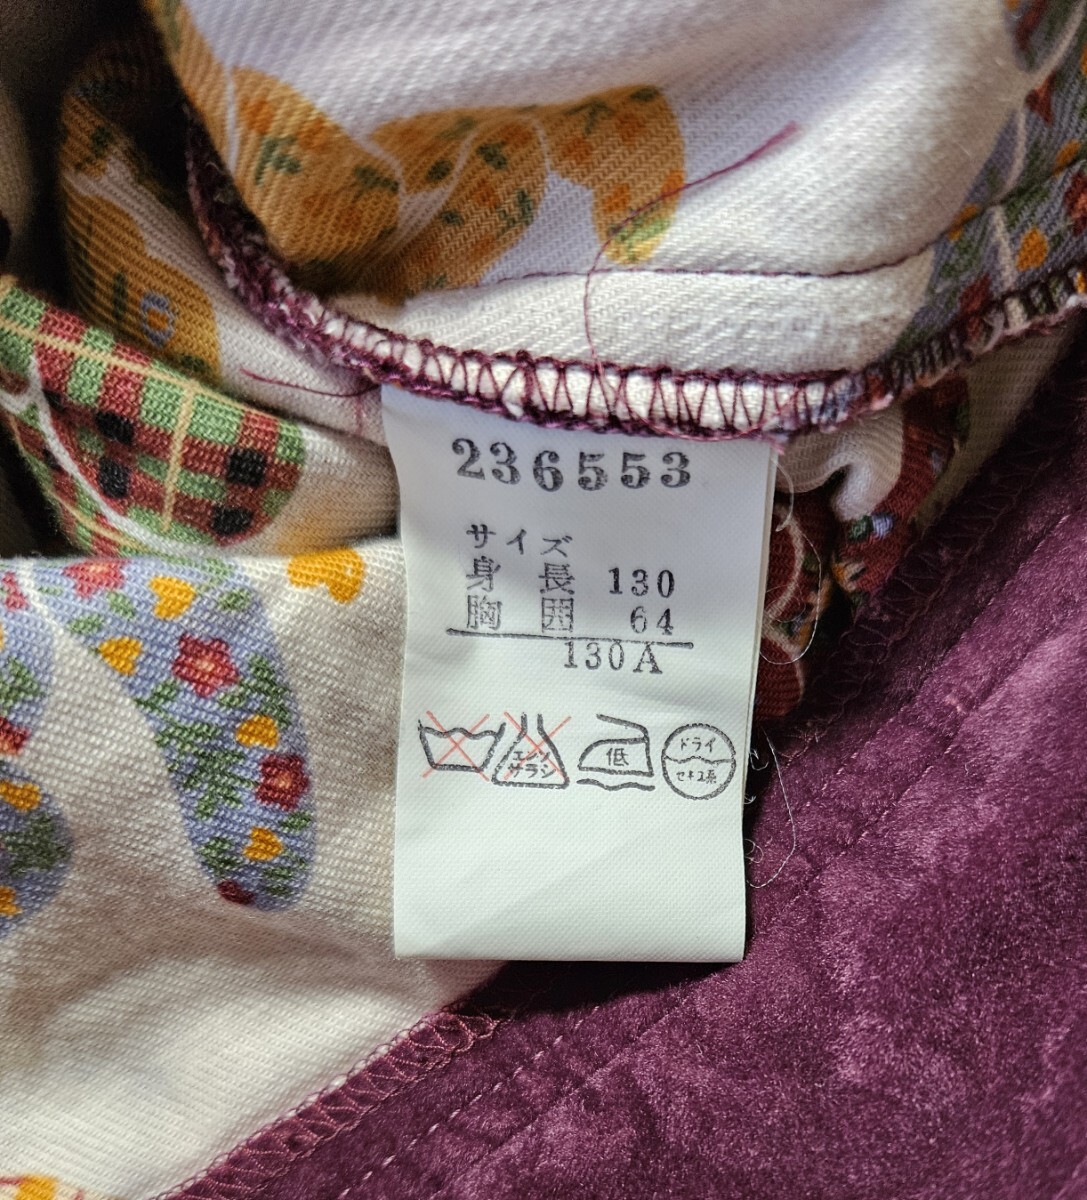 236553
サイズ
身長 130
胸囲 64
130A
エンソサラシ
低
ドライ
セキユ系